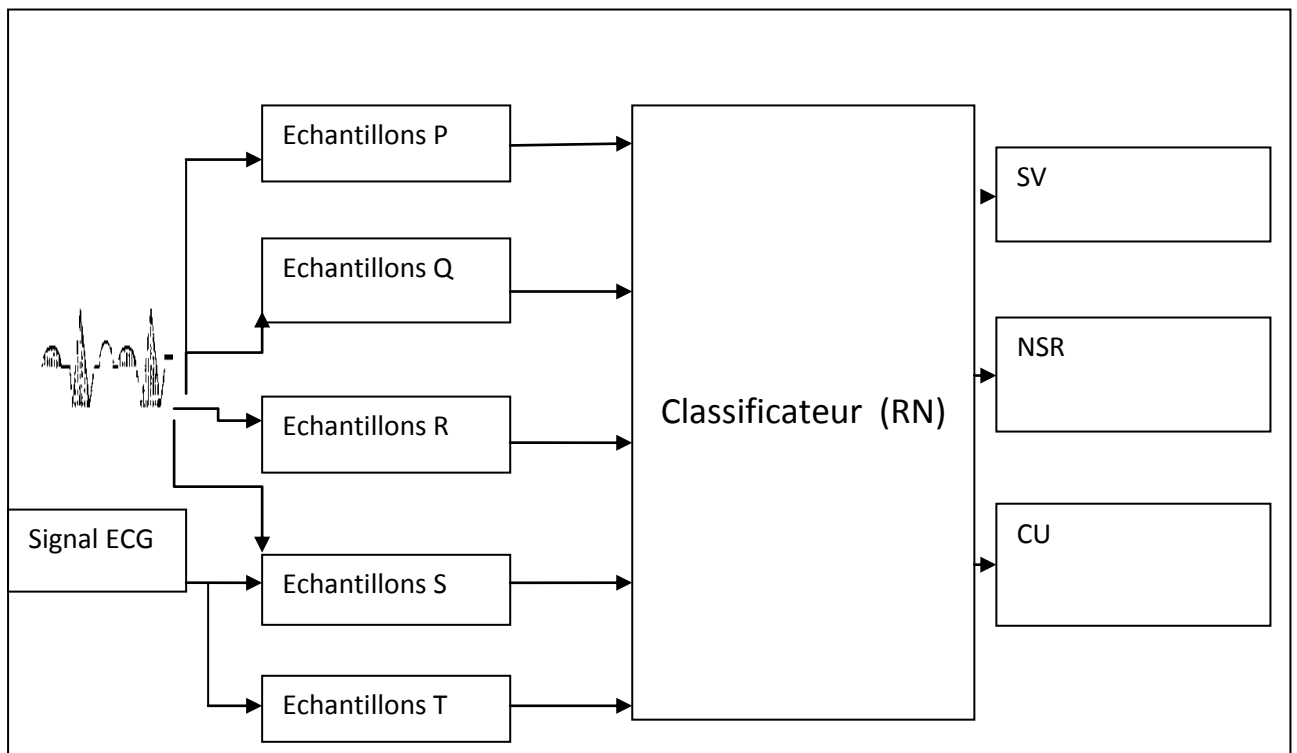 Echantillons P
Echantillons Q
Echantillons R
Signal ECG
Echantillons S
Echantillons T
Classificateur (RN)
SV
NSR
CU